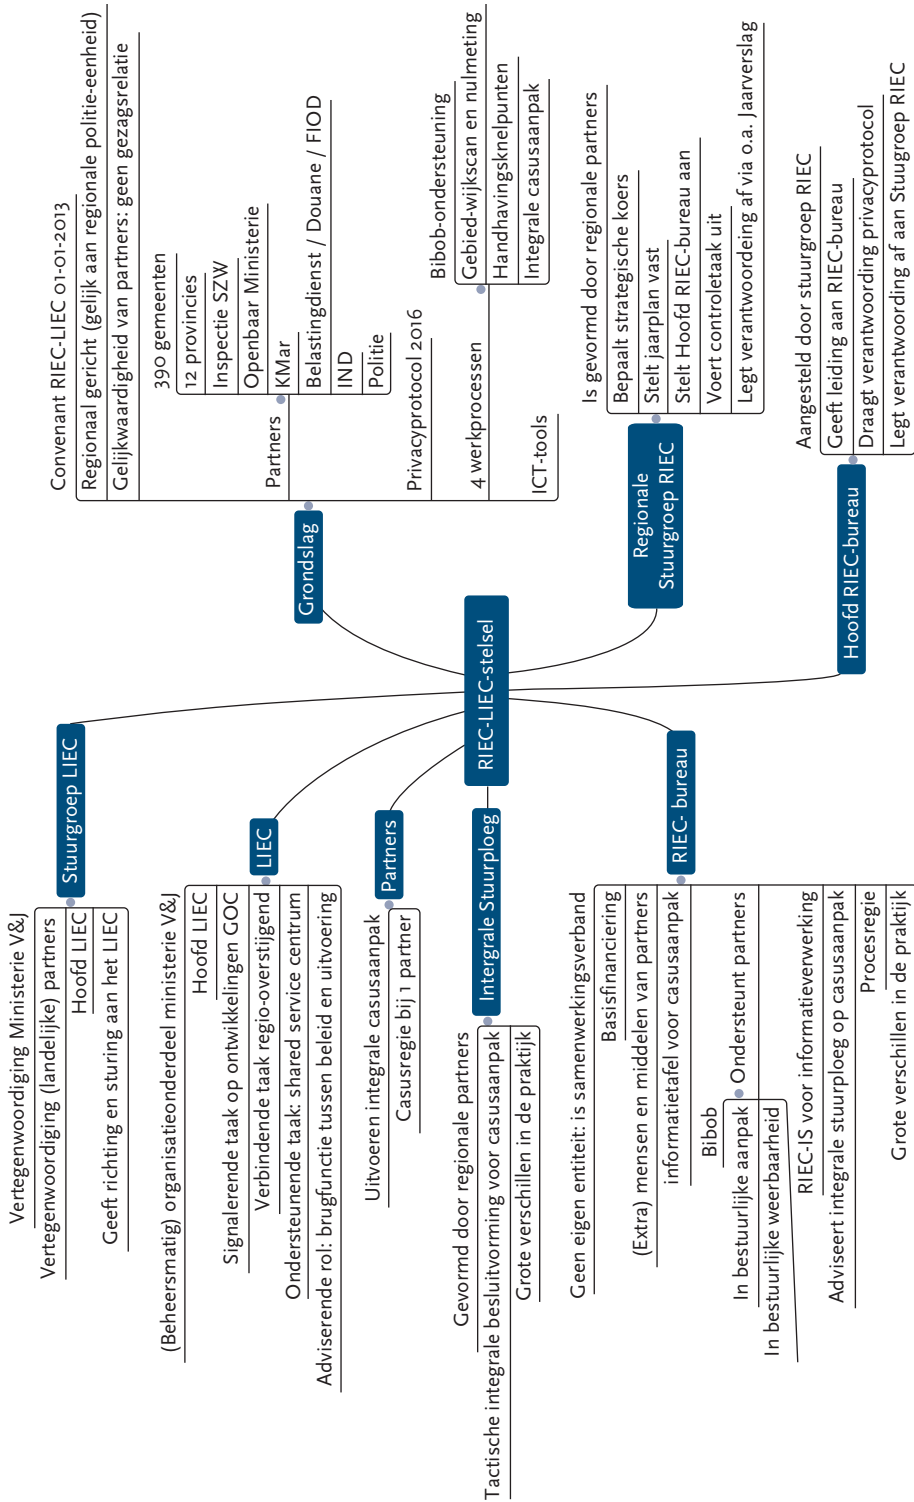 RIEC-LIEC-stelsel
Stuurgroep LIEC
Vertegenwoordiging Ministerie V&J
Vertegenwoordiging (landelijke) partners
Hoofd LIEC
Geeft richting en sturing aan het LIEC
LIEC
(Beheersmatig) organisatieonderdeel ministerie V&J
Hoofd LIEC
Signalerende taak op ontwikkelingen GOC
Verbindende taak regio-overstijgend
Ondersteunende taak: shared service centrum
Adviserende rol: brugfunctie tussen beleid en uitvoering
Partners
Uitvoeren integrale casusaanpak
Casusregie bij 1 partner
Intergrale Stuurploeg
Gevormd door regionale partners
Tactische integrale besluitvorming voor casusaanpak
Grote verschillen in de praktijk
RIEC- bureau
Geen eigen entiteit: is samenwerkingsverband
Basisfinanciering
(Extra) mensen en middelen van partners
informatietafel voor casusaanpak
Ondersteunt partners
Bibob
In bestuurlijke aanpak
In bestuurlijke weerbaarheid
RIEC-IS voor informatieverwerking
Adviseert integrale stuurploeg op casusaanpak
Procesregie
Grote verschillen in de praktijk
Grondslag
Convenant RIEC-LIEC 01-01-2013
Regionaal gericht (gelijk aan regionale politie-eenheid)
Gelijkwaardigheid van partners: geen gezagsrelatie
Partners
390 gemeenten
12 provincies
Inspectie SZW
Openbaar Ministerie
KMar
Belastingdienst / Douane / FIOD
IND
Politie
Privacyprotocol 2016
4 werkprocessen
Bibob-ondersteuning
Gebied-wijkscan en nulmeting
Handhavingsknelpunten
Integrale casusaanpak
ICT-tools
Regionale
Stuurgroep RIEC
Is gevormd door regionale partners
Bepaalt strategische koers
Stelt jaarplan vast
Stelt Hoofd RIEC-bureau aan
Voert controletaak uit
Legt verantwoordeing af via o.a. Jaarverslag
Hoofd RIEC-bureau
Aangesteld door stuurgroep RIEC
Geeft leiding aan RIEC-bureau
Draagt verantwoording privacyprotocol
Legt verantwoording af aan Stuugroep RIEC